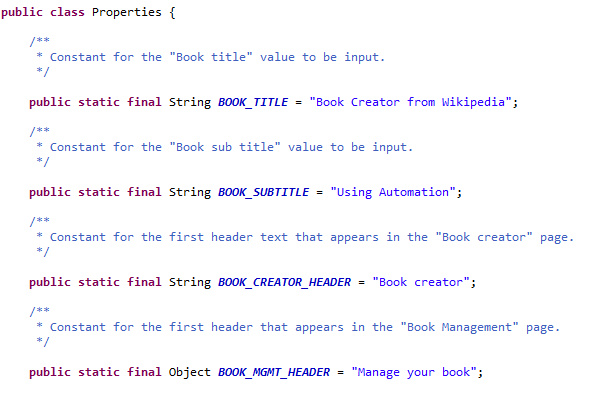 public class Properties {
/**
* Constant for the "Book title" value to be input.
*/
public static final String BOOK_TITLE = "Book Creator from Wikipedia";
/**
* Constant for the "Book sub title" value to be input.
*/
public static final String BOOK_SUBTITLE = "Using Automation";
/**
* Constant for the first header text that appears in the "Book creator" page.
*/
public static final String BOOK_CREATOR_HEADER = "Book creator";
/**
* Constant for the first header that appears in the "Book Management" page.
*/
public static final Object BOOK_MGMT_HEADER = "Manage your book";